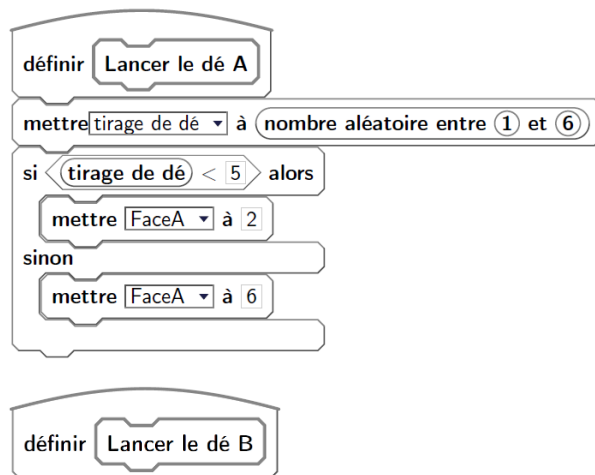 définir Lancer le dé A
mettre tirage de dé à nombre aléatoire entre 1 et 6
si tirage de dé < 5 alors
mettre FaceA à 2
sinon
mettre FaceA à 6
définir Lancer le dé B